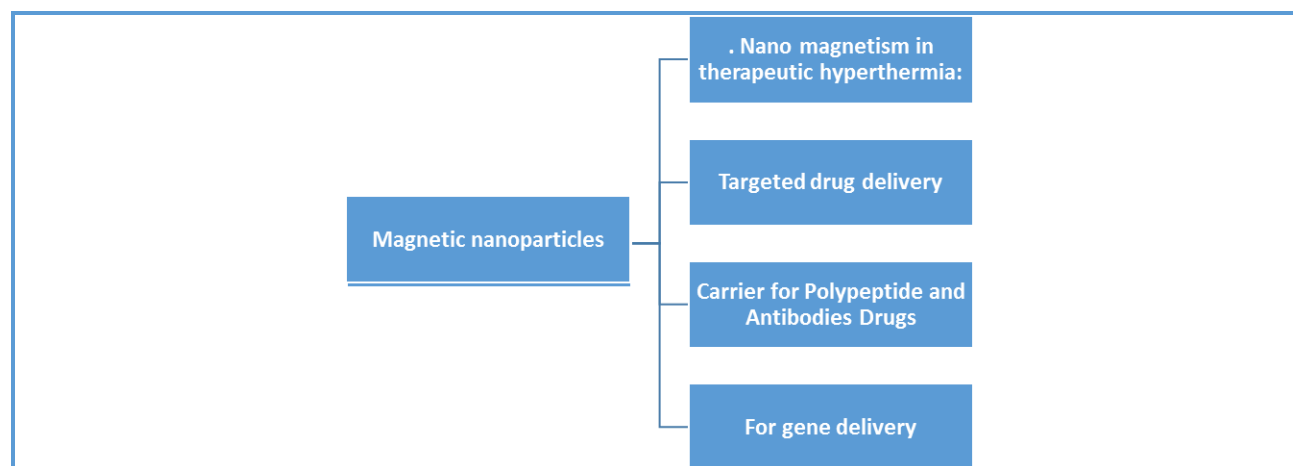 . Nano magnetism in
therapeutic hyperthermia:
Targeted drug delivery
Magnetic nanoparticles
Carrier for Polypeptide and
Antibodies Drugs
For gene delivery